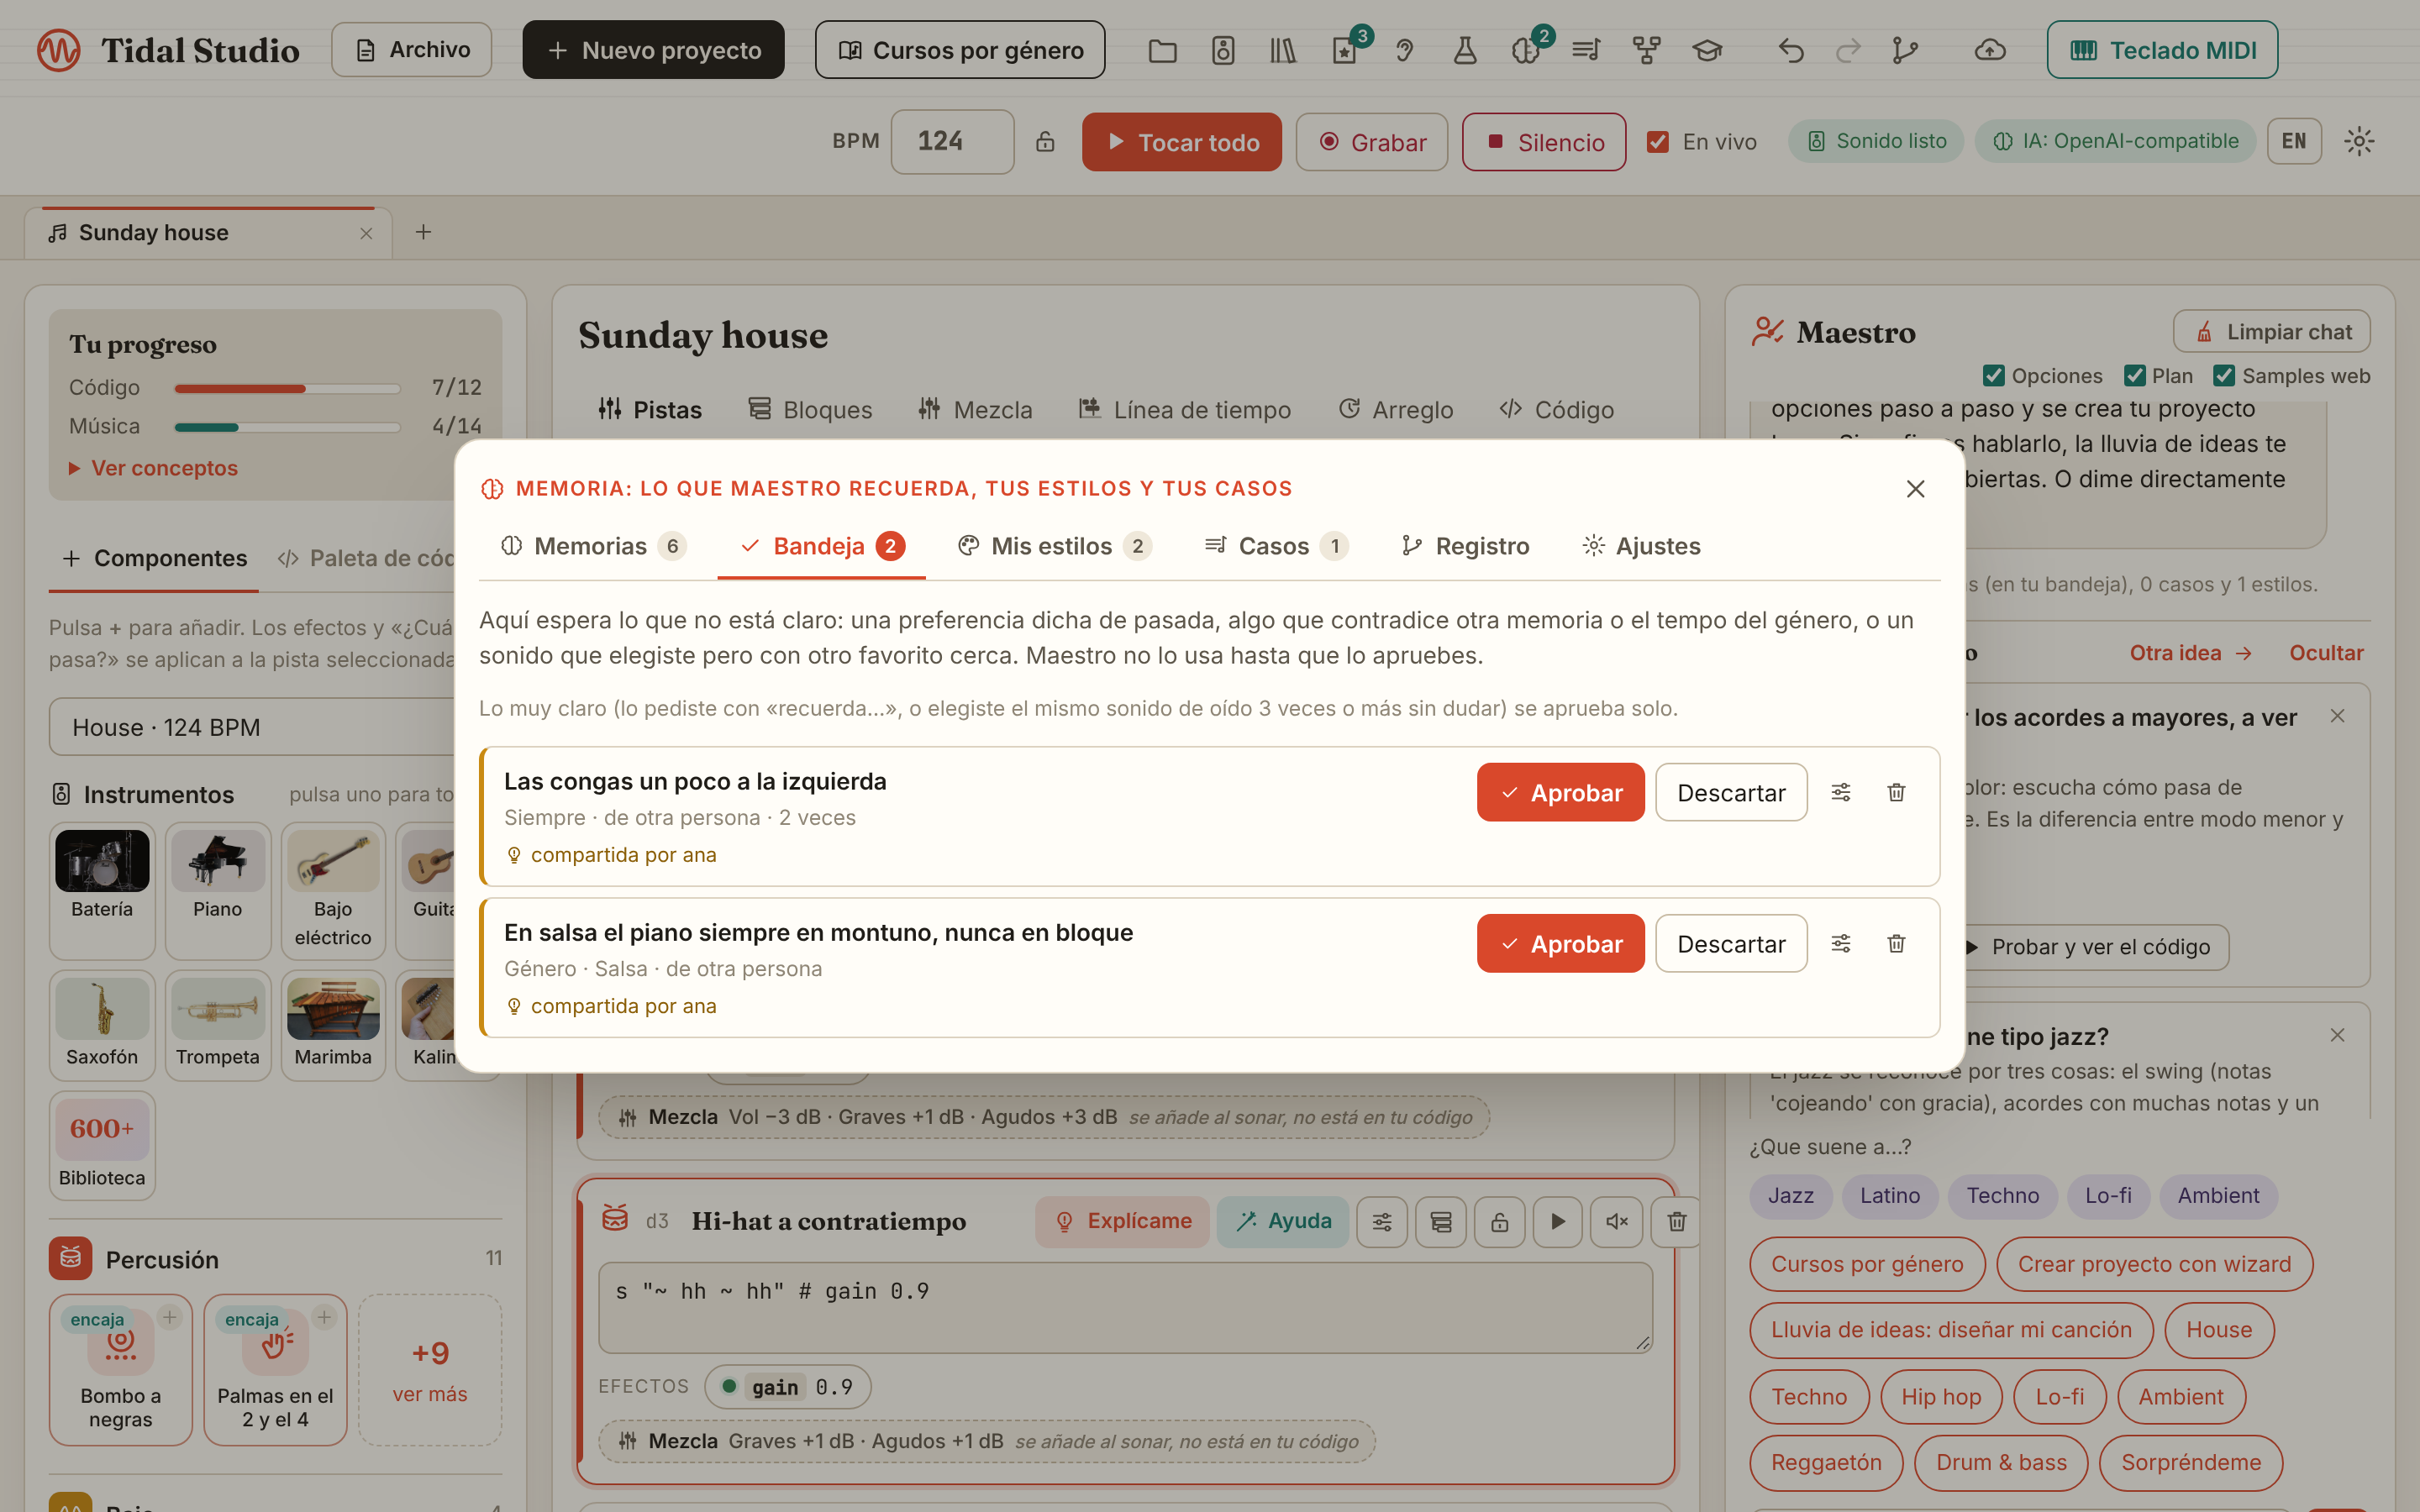 Tidal Studio
Archivo
Nuevo proyecto
Cursos por género
3
2
Teclado MIDI
BPM
124
Tocar todo
Grabar
Silencio
En vivo
Sonido listo
IA: OpenAI-compatible
EN
Sunday house
Tu progreso
Código
7/12
Música
4/14
Ver conceptos
Componentes
Paleta de cód
Pulsa + para añadir. Los efectos y «¿Cuá
pasa?» se aplican a la pista seleccionada
House · 124 BPM
Instrumentos
pulsa uno para to
Batería
Piano
Bajo
eléctrico
Guita
Saxofón
Trompeta
Marimba
Kalin
600+
Biblioteca
Percusión
11
encaja
Bombo a
negras
encaja
Palmas en el
2 y el 4
+9
ver más
Sunday house
Pistas
Bloques
Mezcla
Línea de tiempo
Arreglo
Código
MEMORIA: LO QUE MAESTRO RECUERDA, TUS ESTILOS Y TUS CASOS
Memorias 6
Bandeja 2
Mis estilos 2
Casos 1
Registro
Ajustes
Aquí espera lo que no está claro: una preferencia dicha de pasada, algo que contradice otra memoria o el tempo del género, o un
sonido que elegiste pero con otro favorito cerca. Maestro no lo usa hasta que lo apruebes.
Lo muy claro (lo pediste con «recuerda...», o elegiste el mismo sonido de oído 3 veces o más sin dudar) se aprueba solo.
Las congas un poco a la izquierda
Siempre · de otra persona · 2 veces
compartida por ana
Aprobar
Descartar
En salsa el piano siempre en montuno, nunca en bloque
Género · Salsa · de otra persona
compartida por ana
Aprobar
Descartar
Mezcla Vol −3 dB · Graves +1 dB · Agudos +3 dB se añade al sonar, no está en tu código
d3
Hi-hat a contratiempo
Explícame
Ayuda
s "~ hh ~ hh" # gain 0.9
EFECTOS
gain 0.9
Mezcla Graves +1 dB · Agudos +1 dB se añade al sonar, no está en tu código
Maestro
Limpiar chat
Opciones
Plan
Samples web
opciones paso a paso y se crea tu proyecto
s hablarlo, la lluvia de ideas te
biertas. O dime directamente
s (en tu bandeja), 0 casos y 1 estilos.
Otra idea
Ocultar
los acordes a mayores, a ver
olor: escucha cómo pasa de
e. Es la diferencia entre modo menor y
Probar y ver el código
ne tipo jazz?
El jazz se reconoce por tres cosas: el swing (notas
'cojeando' con gracia), acordes con muchas notas y un
¿Que suene a...?
Jazz
Latino
Techno
Lo-fi
Ambient
Cursos por género
Crear proyecto con wizard
Lluvia de ideas: diseñar mi canción
House
Techno
Hip hop
Lo-fi
Ambient
Reggaetón
Drum & bass
Sorpréndeme